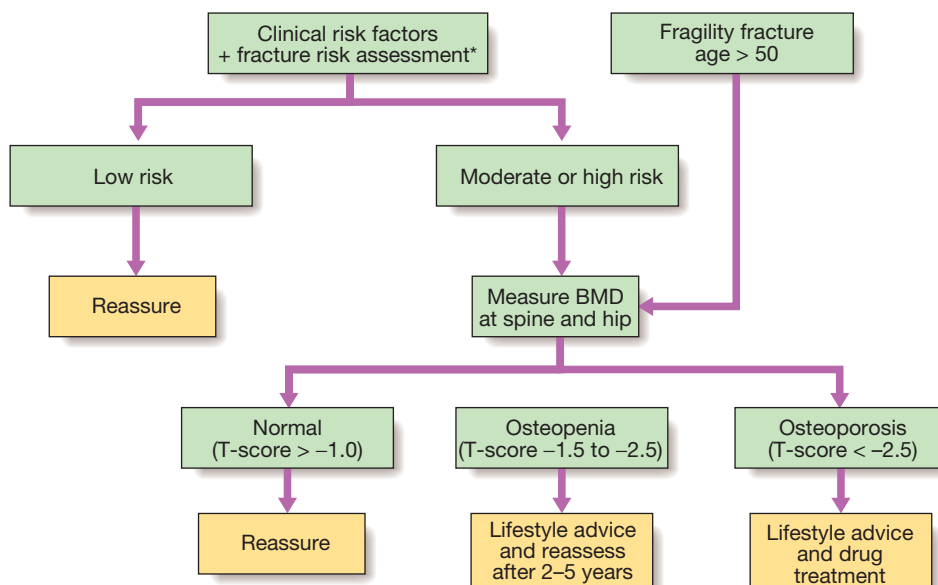 Clinical risk factors
+ fracture risk assessment*
Fragility fracture
age > 50
Low risk
Moderate or high risk
Reassure
Measure BMD
at spine and hip
Normal
(T-score > –1.0)
Osteopenia
(T-score –1.5 to –2.5)
Osteoporosis
(T-score < –2.5)
Reassure
Lifestyle advice
and reassess
after 2–5 years
Lifestyle advice
and drug
treatment